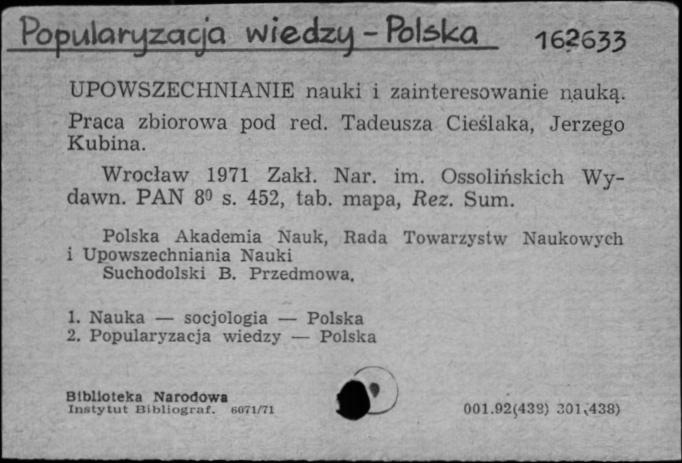 Popularyzacja wiedzy – Polska 162633
UPOWSZECHNIANIE nauki i zainteresowanie nauką.
Praca zbiorowa pod red. Tadeusza Cieślaka, Jerzego
Kubina.
Wrocław 1971 Zakł. Nar. im. Ossolińskich Wy-
dawn. PAN 8⁰ s. 452, tab. mapa, Rez. Sum.
Polska Akademia Nauk, Rada Towarzystw Naukowych
i Upowszechniania Nauki
Suchodolski B. Przedmowa.
1. Nauka — socjologia — Polska
2. Popularyzacja wiedzy — Polska
Biblioteka Narodowa
Instytut Bibliograf. 6071/71
001.92(438) 301(438)